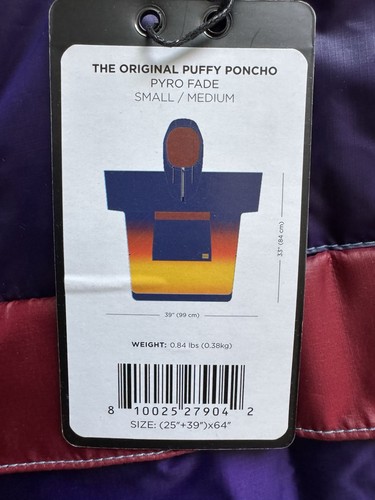 THE ORIGINAL PUFFY PONCHO
PYRO FADE
SMALL / MEDIUM
33" (84 cm)
39" (99 cm)
WEIGHT: 0.84 lbs (0.38kg)
8 10025 27904 2
SIZE: (25"+39")x64"